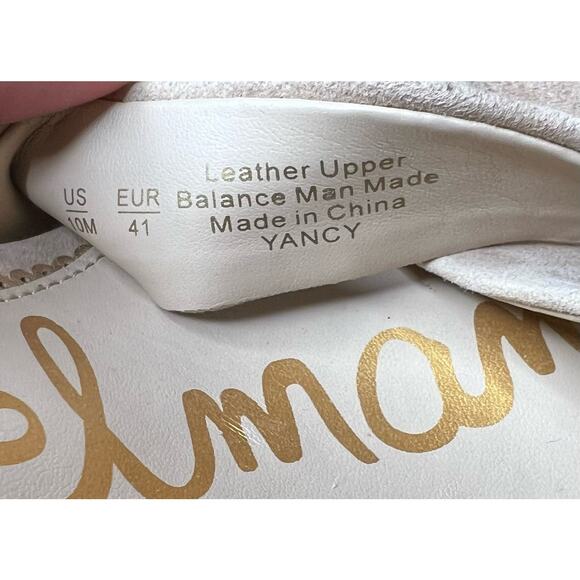 US EUR
10M 41
Leather Upper
Balance Man Made
Made in China
YANCY
elman